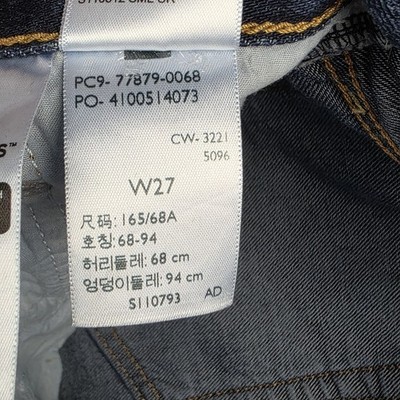 PC9- 77879-0068
PO- 4100514073
CW- 3221
5096
W27
尺码: 165/68A
호칭: 68-94
허리둘레: 68 cm
엉덩이둘레: 94 cm
S110793 AD